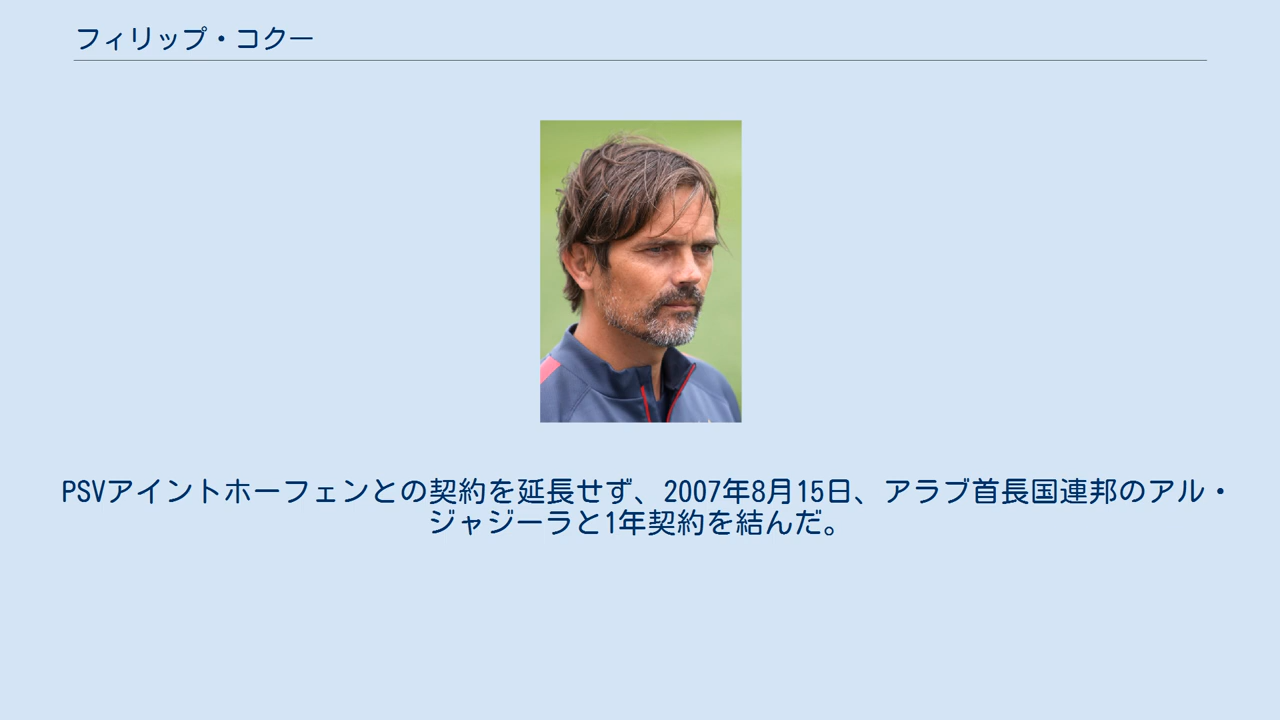 フィリップ・コクー
PSVアイントホーフェンとの契約を延長せず、2007年8月15日、アラブ首長国連邦のアル・
ジャジーラと1年契約を結んだ。